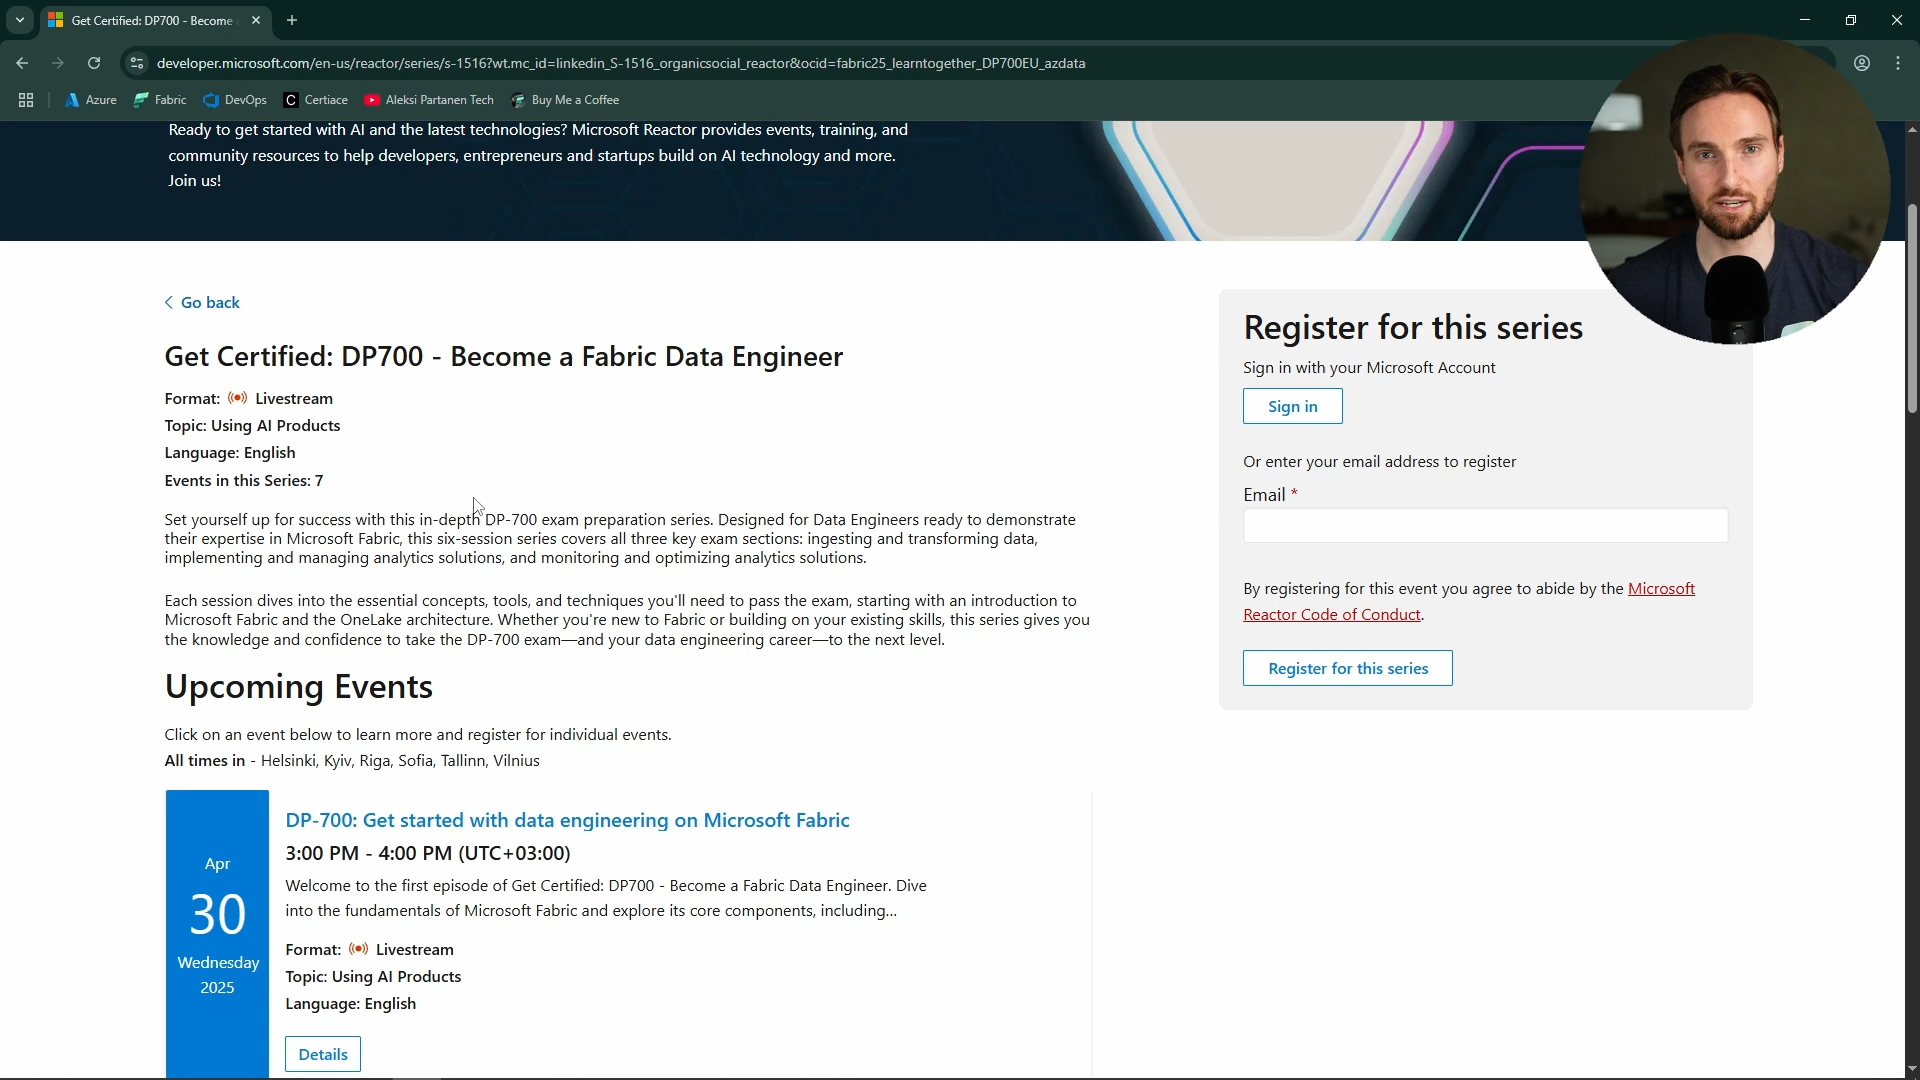 Get Certified: DP700 - Become
developer.microsoft.com/en-us/reactor/series/s-1516?wt.mc_id=linkedin_S-1516_organicsocial_reactor&ocid=fabric25_learntogether_DP700EU_azdata
Azure
Fabric
DevOps
Certiace
Aleksi Partanen Tech
Buy Me a Coffee
Ready to get started with AI and the latest technologies? Microsoft Reactor provides events, training, and
community resources to help developers, entrepreneurs and startups build on AI technology and more.
Join us!
Go back
Get Certified: DP700 - Become a Fabric Data Engineer
Format: Livestream
Topic: Using AI Products
Language: English
Events in this Series: 7
Set yourself up for success with this in-depth DP-700 exam preparation series. Designed for Data Engineers ready to demonstrate
their expertise in Microsoft Fabric, this six-session series covers all three key exam sections: ingesting and transforming data,
implementing and managing analytics solutions, and monitoring and optimizing analytics solutions.
Each session dives into the essential concepts, tools, and techniques you'll need to pass the exam, starting with an introduction to
Microsoft Fabric and the OneLake architecture. Whether you're new to Fabric or building on your existing skills, this series gives you
the knowledge and confidence to take the DP-700 exam—and your data engineering career—to the next level.
Upcoming Events
Click on an event below to learn more and register for individual events.
All times in - Helsinki, Kyiv, Riga, Sofia, Tallinn, Vilnius
Apr
30
Wednesday
2025
DP-700: Get started with data engineering on Microsoft Fabric
3:00 PM - 4:00 PM (UTC+03:00)
Welcome to the first episode of Get Certified: DP700 - Become a Fabric Data Engineer. Dive
into the fundamentals of Microsoft Fabric and explore its core components, including...
Format: Livestream
Topic: Using AI Products
Language: English
Details
Register for this series
Sign in with your Microsoft Account
Sign in
Or enter your email address to register
Email *
By registering for this event you agree to abide by the Microsoft
Reactor Code of Conduct.
Register for this series